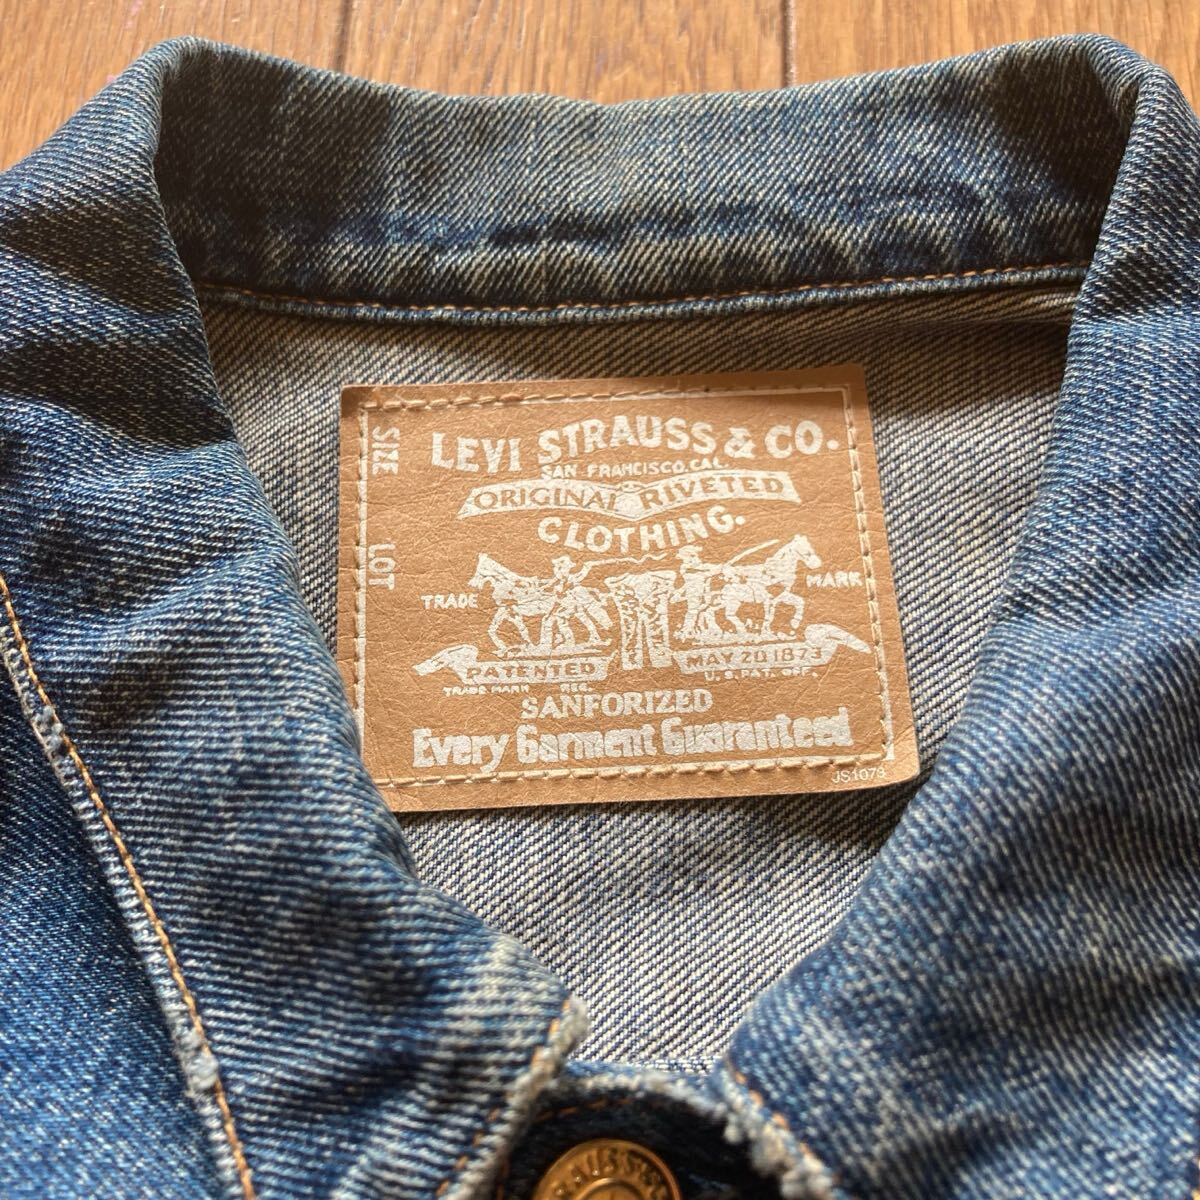 LEVI STRAUSS & CO.
SAN FRANCISCO, CAL.
ORIGINAL RIVETED
CLOTHING.
SIZE
LOT
TRADE MARK
PATENTED MAY 20 1873
TRADE MARK REG. U.S. PAT. OFF.
SANFORIZED
Every Garment Guaranteed